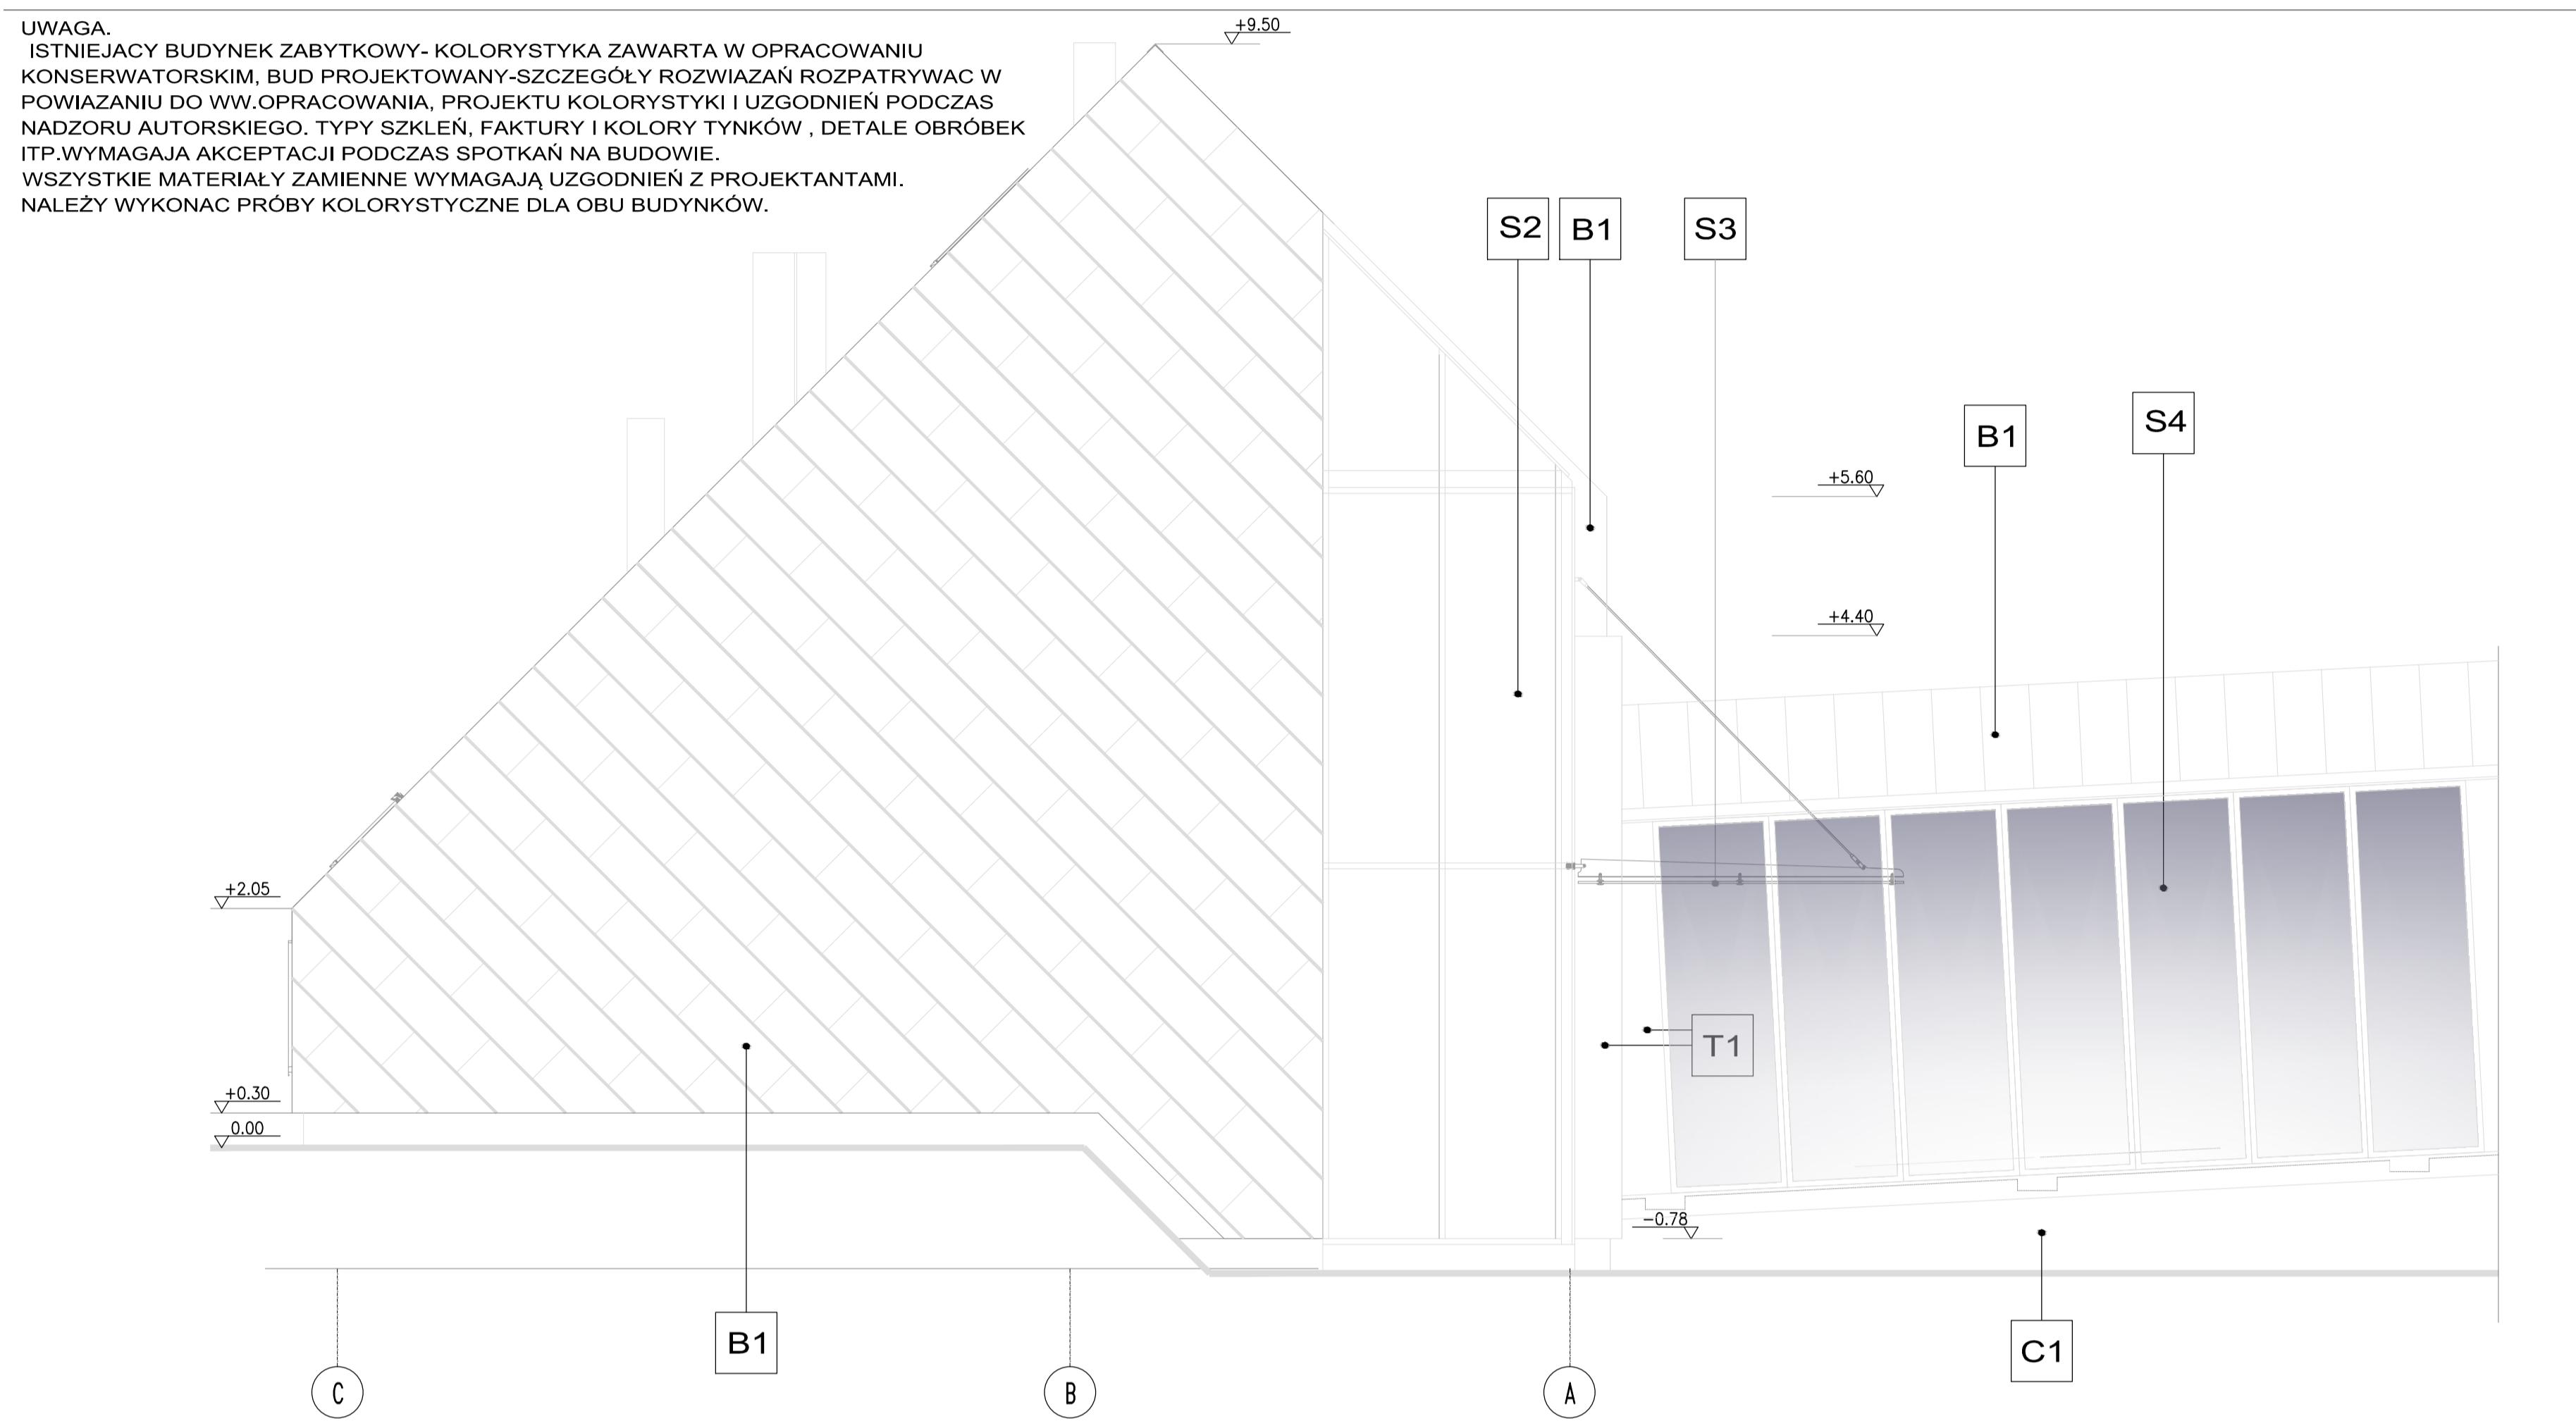 UWAGA.
ISTNIEJACY BUDYNEK ZABYTKOWY- KOLORYSTYKA ZAWARTA W OPRACOWANIU
KONSERWATORSKIM, BUD PROJEKTOWANY-SZCZEGÓŁY ROZWIAZAŃ ROZPATRYWAC W
POWIAZANIU DO WW.OPRACOWANIA, PROJEKTU KOLORYSTYKI I UZGODNIEŃ PODCZAS
NADZORU AUTORSKIEGO. TYPY SZKLEŃ, FAKTURY I KOLORY TYNKÓW , DETALE OBRÓBEK
ITP.WYMAGAJA AKCEPTACJI PODCZAS SPOTKAŃ NA BUDOWIE.
WSZYSTKIE MATERIAŁY ZAMIENNE WYMAGAJĄ UZGODNIEŃ Z PROJEKTANTAMI.
NALEŻY WYKONAC PRÓBY KOLORYSTYCZNE DLA OBU BUDYNKÓW.
+9.50
S2 B1 S3
B1 S4
+5.60
+4.40
+2.05
T1
+0.30
0.00
-0.78
B1
C1
C B A